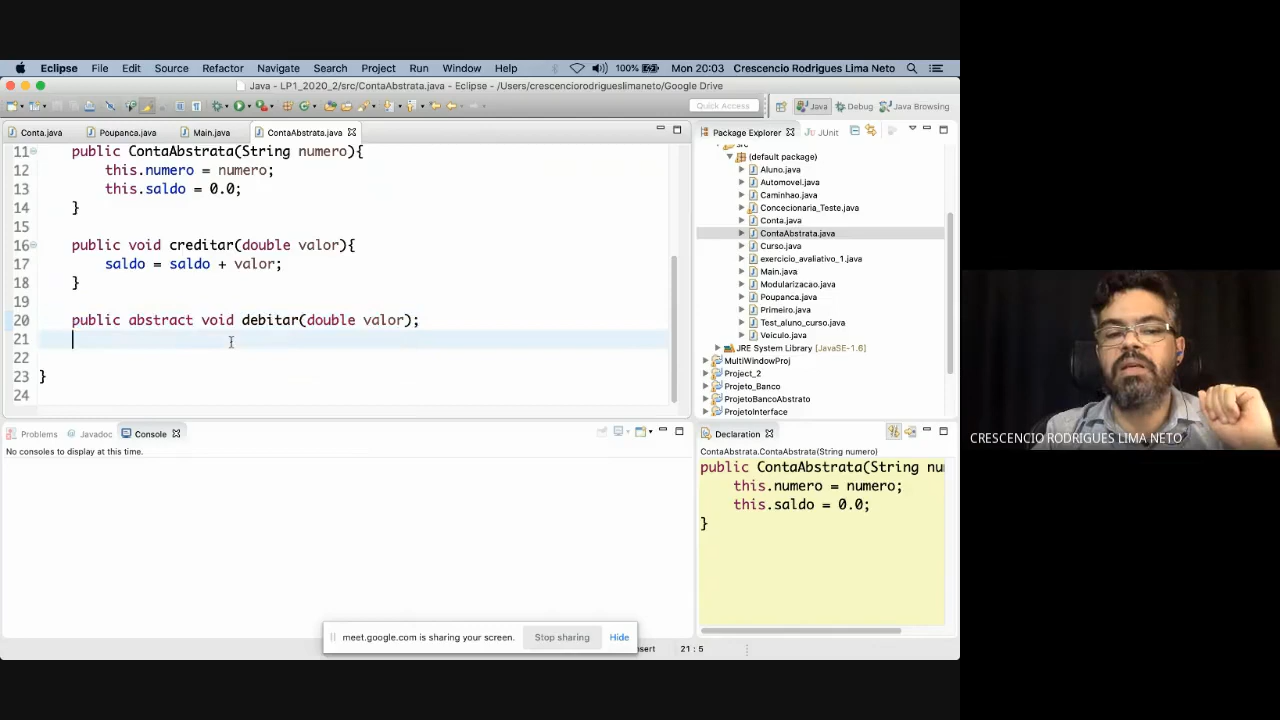 Eclipse File Edit Source Refactor Navigate Search Project Run Window Help 100% Mon 20:03 Crescencio Rodrigues Lima Neto
Java - LP1_2020_2/src/ContaAbstrata.java - Eclipse - /Users/crescenciorodrigueslimaneto/Google Drive
Quick Access Java Debug Java Browsing
Conta.java Poupanca.java Main.java ContaAbstrata.java
11 public ContaAbstrata(String numero){
12 this.numero = numero;
13 this.saldo = 0.0;
14 }
15
16 public void creditar(double valor){
17 saldo = saldo + valor;
18 }
19
20 public abstract void debitar(double valor);
21
22
23 }
24
Package Explorer JUnit
src
(default package)
Aluno.java
Automovel.java
Caminhao.java
Concecionaria_Teste.java
Conta.java
ContaAbstrata.java
Curso.java
exercicio_avaliativo_1.java
Main.java
Modularizacao.java
Poupanca.java
Primeiro.java
Test_aluno_curso.java
Veiculo.java
JRE System Library [JavaSE-1.6]
MultiWindowProj
Project_2
Projeto_Banco
ProjetoBancoAbstrato
ProjetoInterface
Problems Javadoc Console
No consoles to display at this time.
Declaration
ContaAbstrata.ContaAbstrata(String numero)
public ContaAbstrata(String nu
this.numero = numero;
this.saldo = 0.0;
}
meet.google.com is sharing your screen. Stop sharing Hide
sert 21 : 5
CRESCENCIO RODRIGUES LIMA NETO